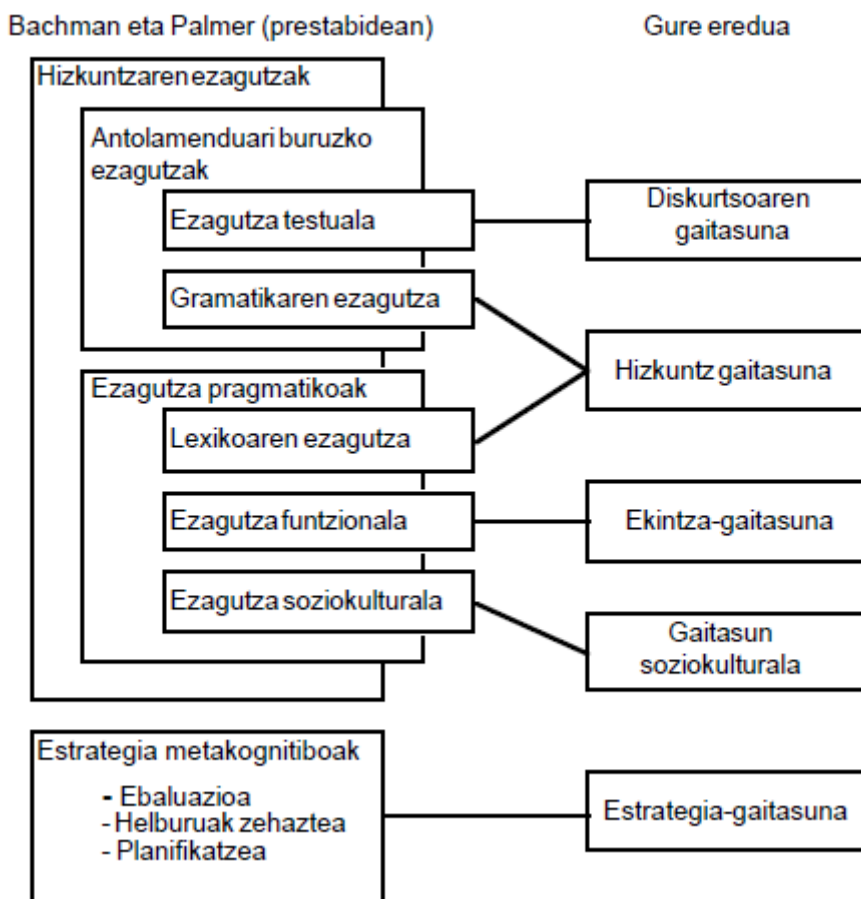 Bachman eta Palmer (prestabidean)
Gure eredua
Hizkuntzaren ezagutzak
Antolamenduari buruzko
ezagutzak
Ezagutza testuala
Diskurtsoaren
gaitasuna
Gramatikaren ezagutza
Hizkuntz gaitasuna
Ezagutza pragmatikoak
Lexikoaren ezagutza
Ezagutza funtzionala
Ekintza-gaitasuna
Ezagutza soziokulturala
Gaitasun
soziokulturala
Estrategia metakognitiboak
- Ebaluazioa
- Helburuak zehaztea
- Planifikatzea
Estrategia-gaitasuna